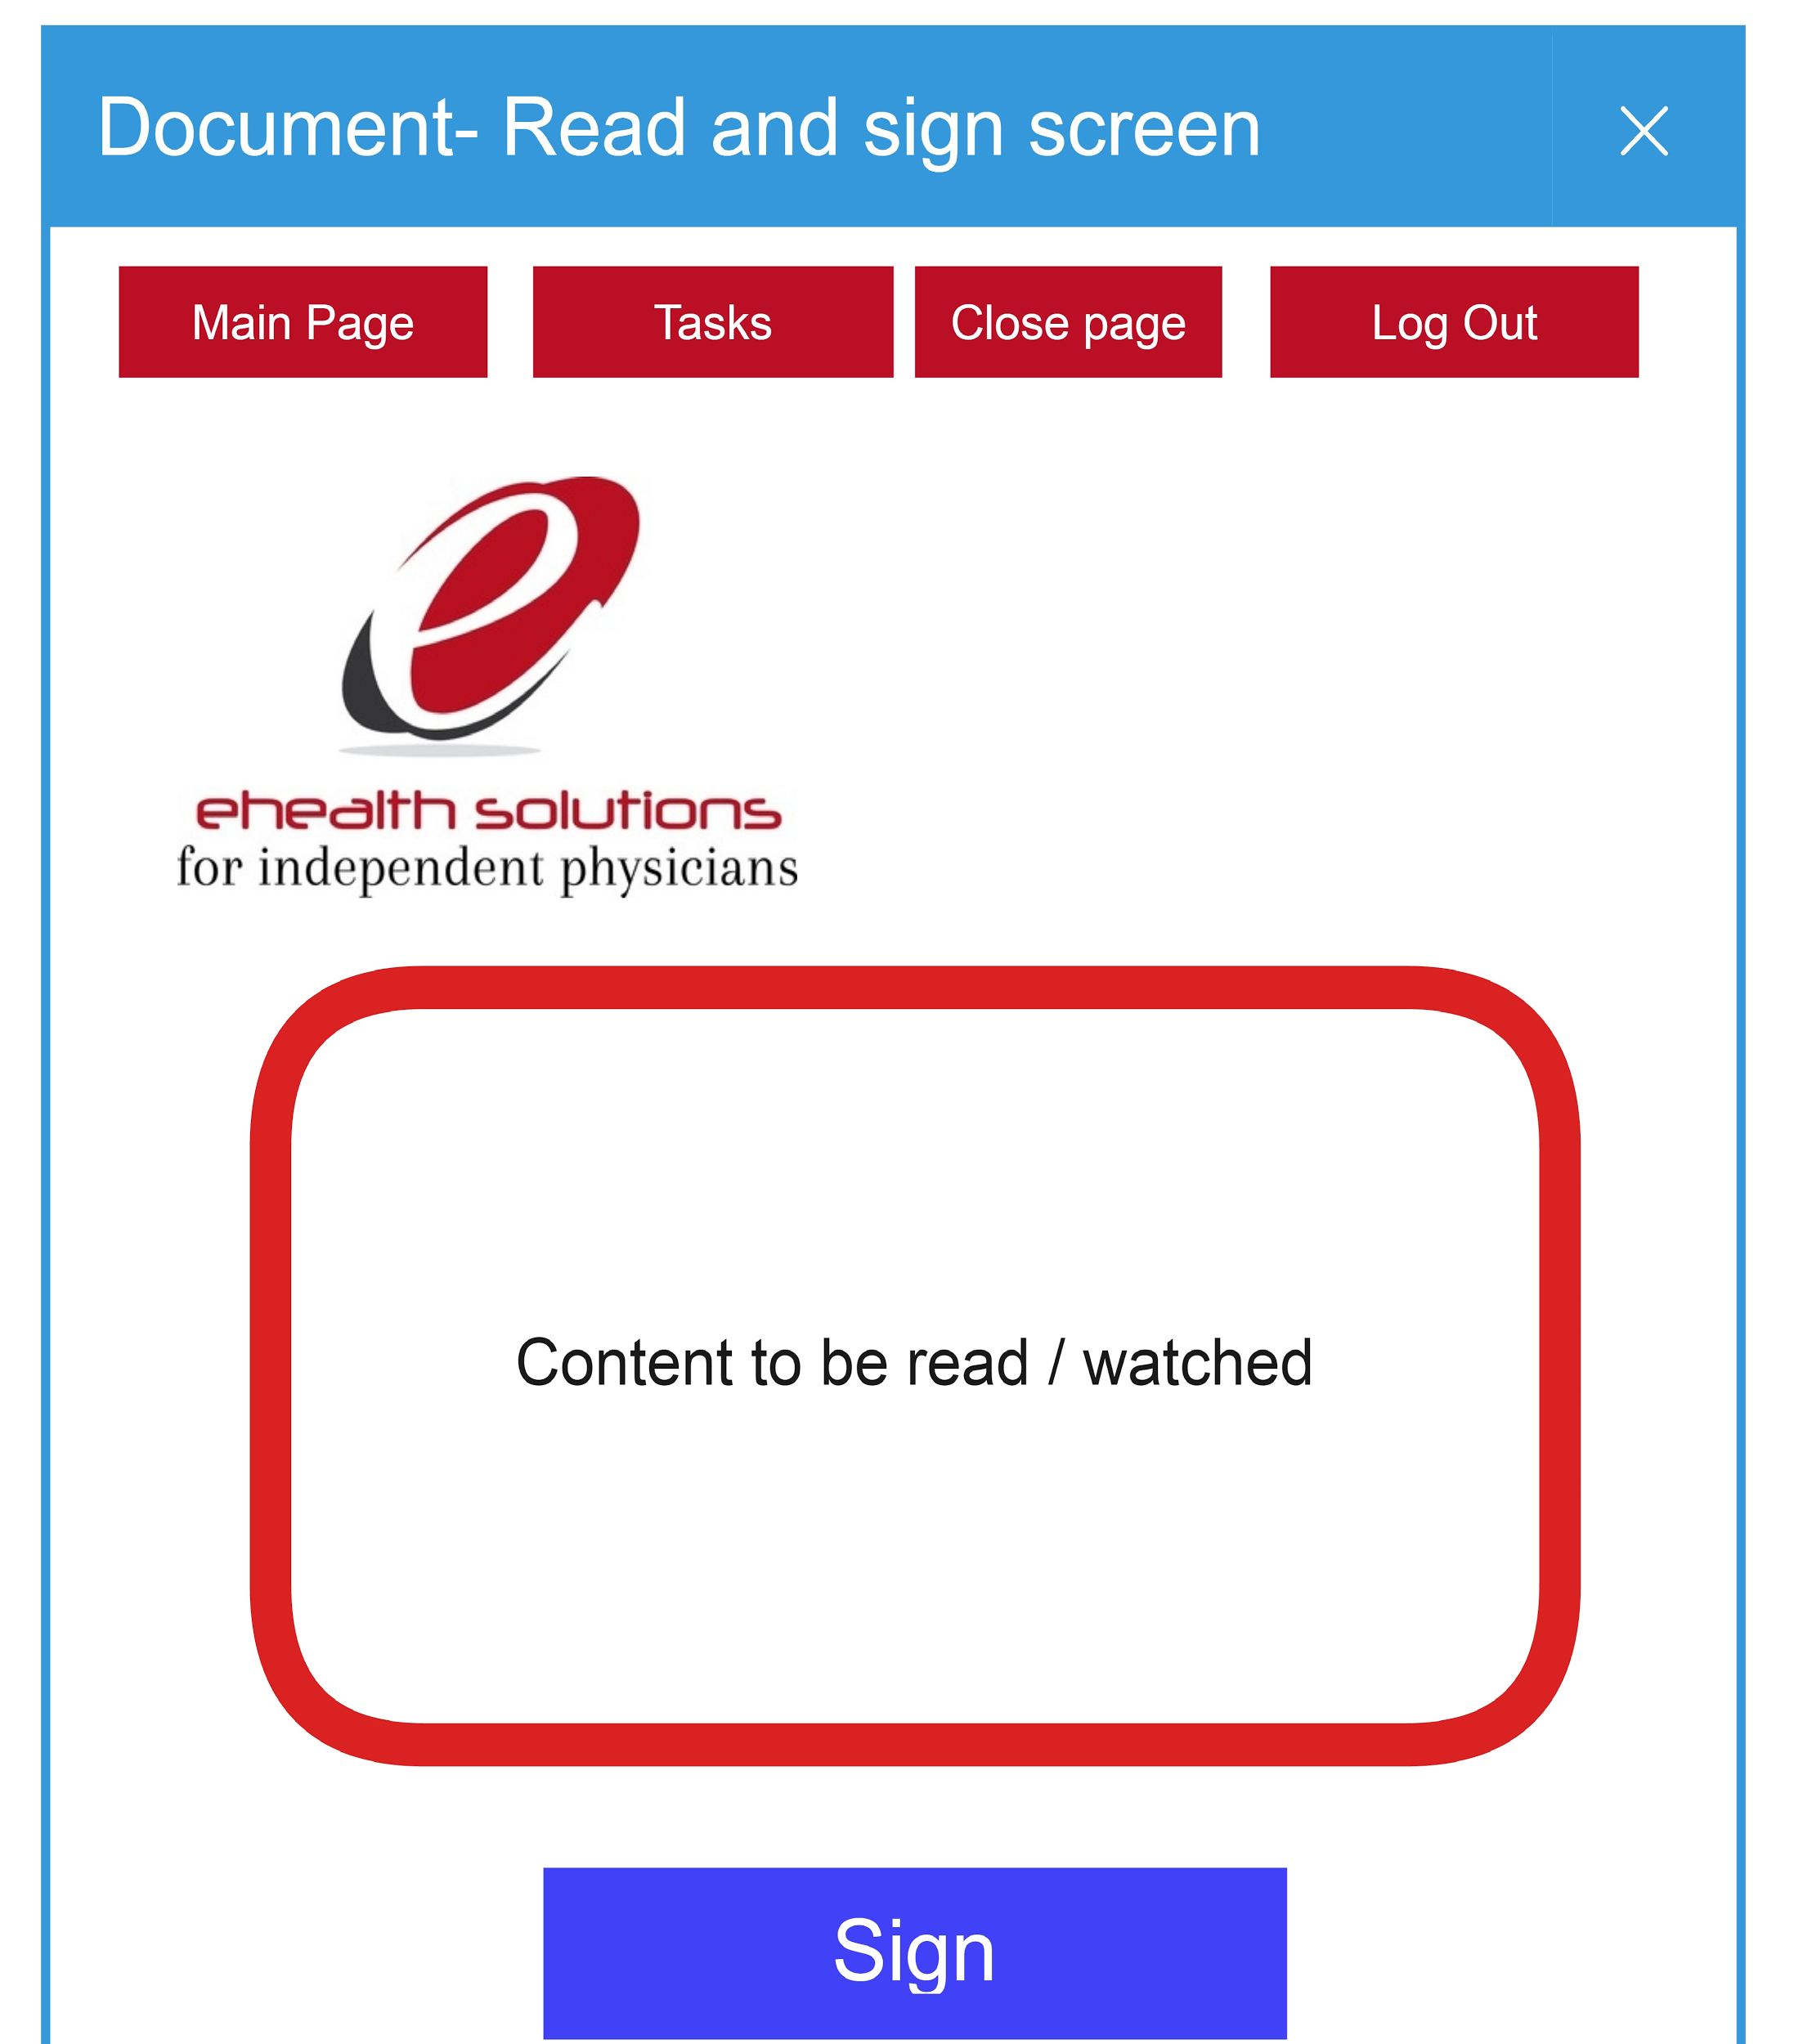 Document- Read and sign screen
Main Page Tasks Close page Log Out
ehealth solutions
for independent physicians
Content to be read / watched
Sign